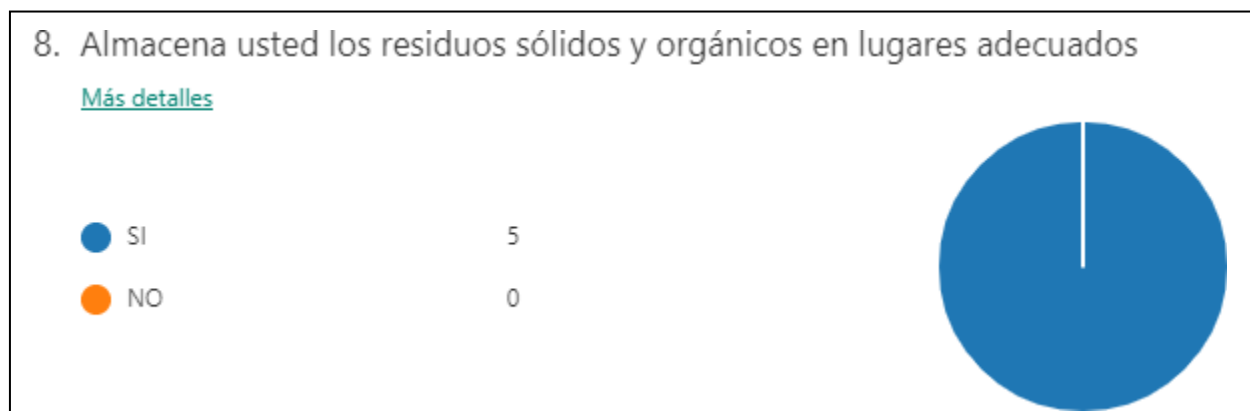 8. Almacena usted los residuos sólidos y orgánicos en lugares adecuados
Más detalles
SI 5
NO 0